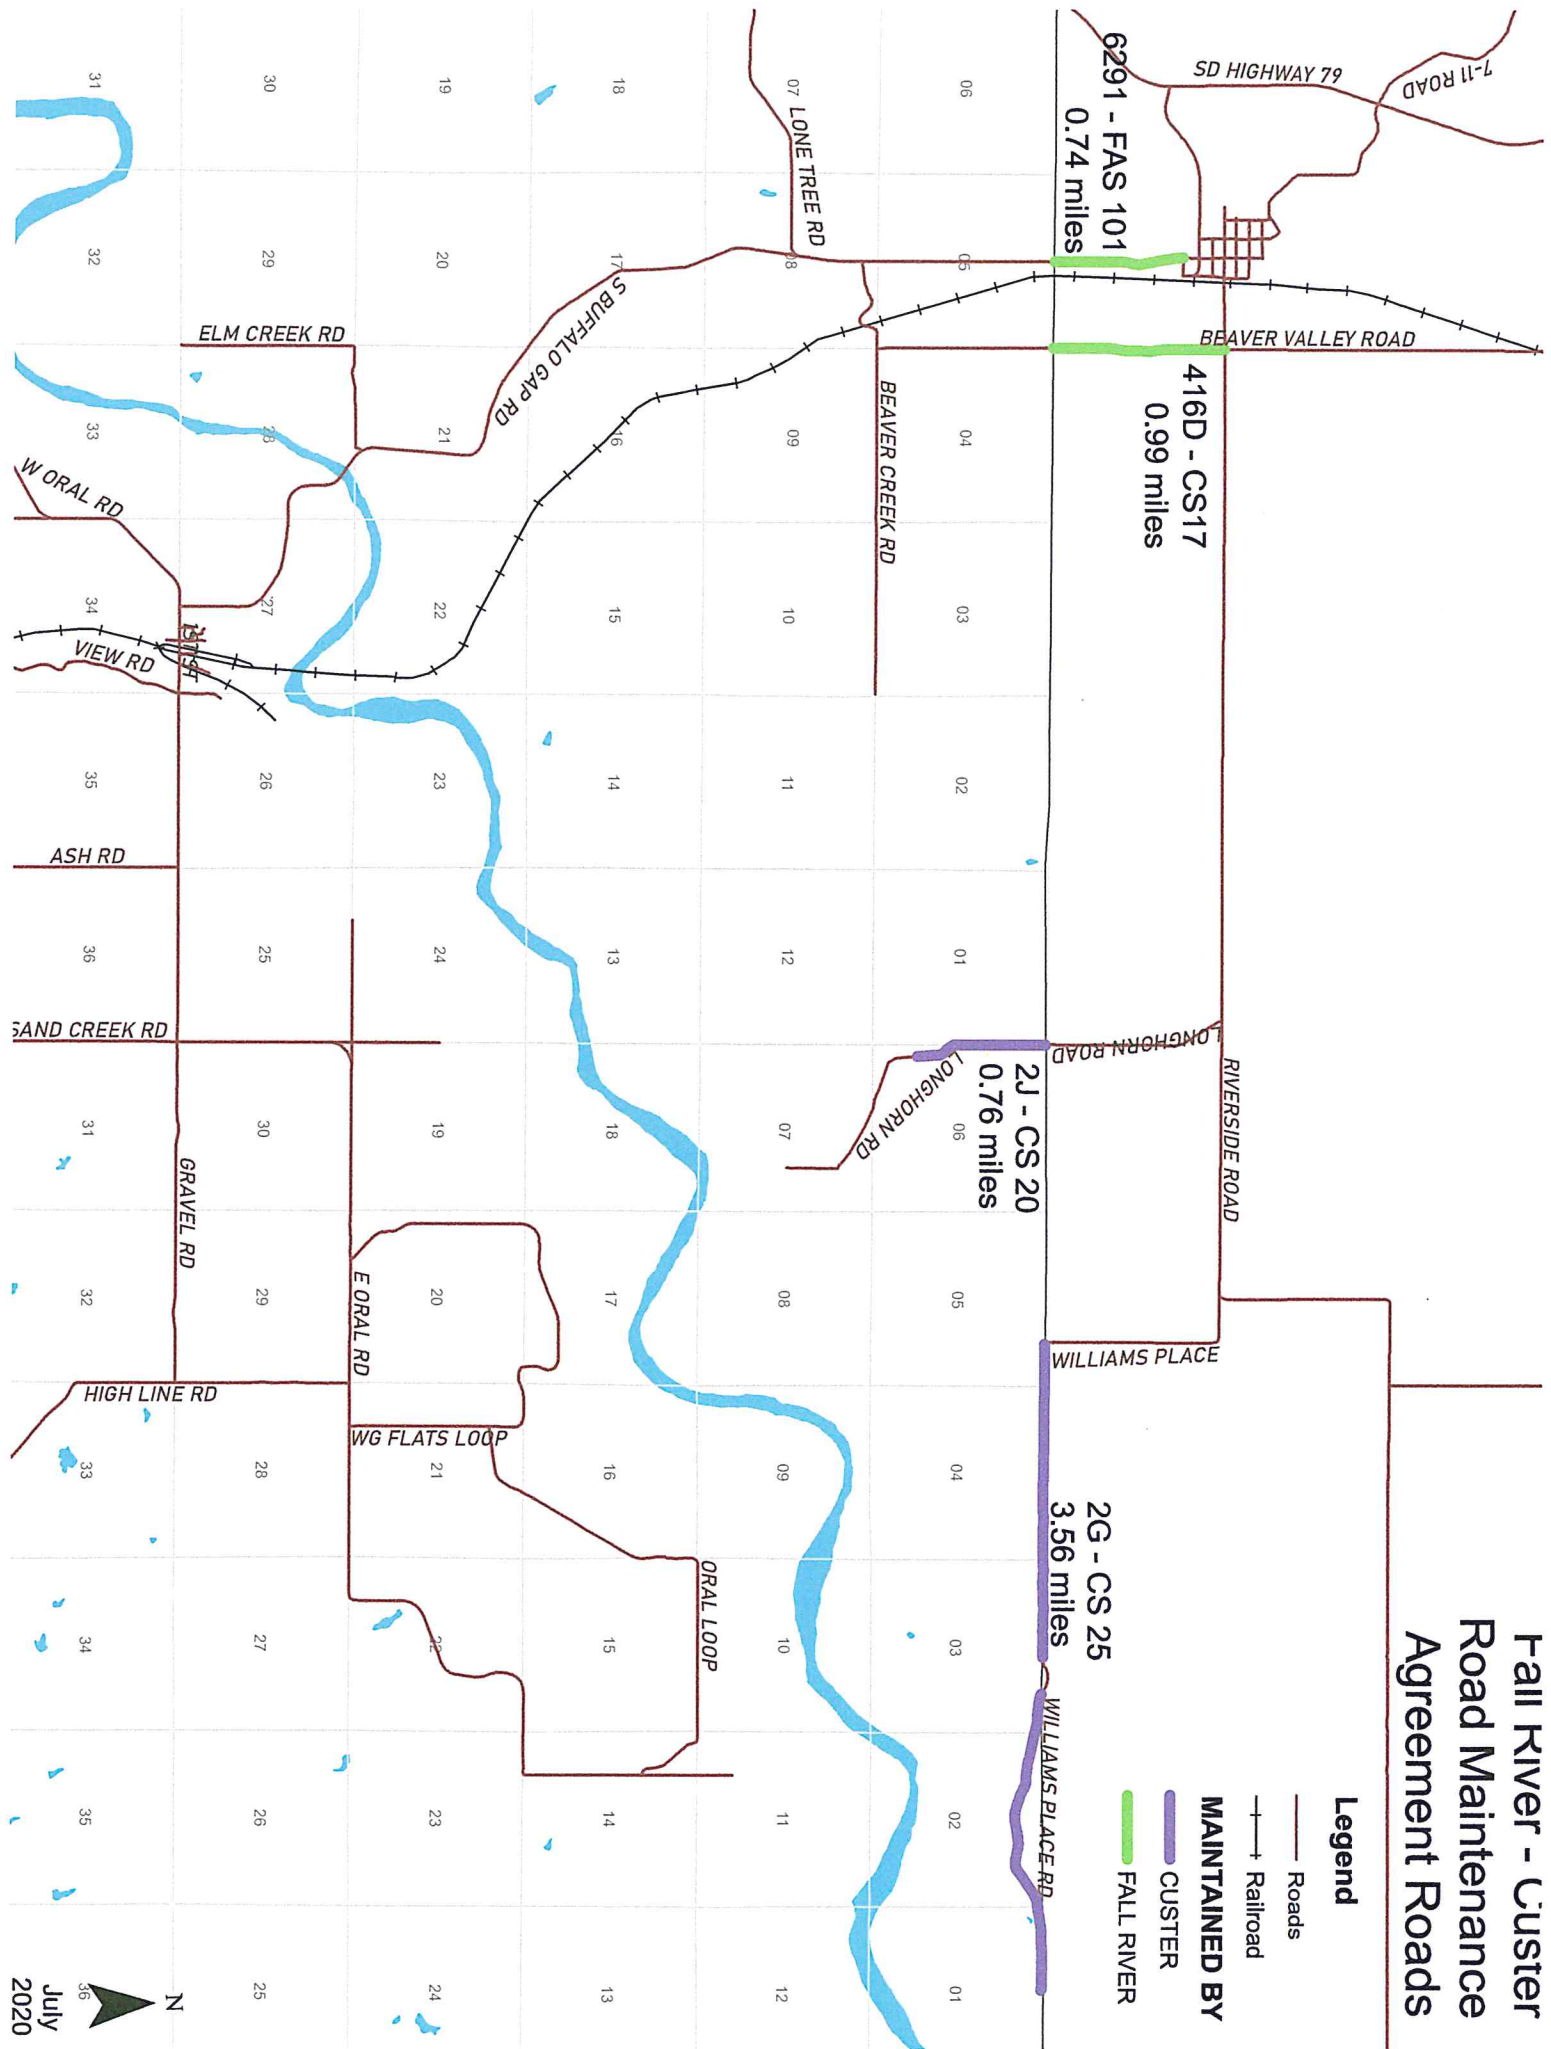 Fall River - Custer
Road Maintenance
Agreement Roads
Legend
Roads
Railroad
MAINTAINED BY
CUSTER
FALL RIVER
7-11 ROAD
SD HIGHWAY 79
6291 - FAS 101
0.74 miles
BEAVER VALLEY ROAD
416D - CS17
0.99 miles
RIVERSIDE ROAD
LONGHORN ROAD
2J - CS 20
0.76 miles
LONGHORN RD
WILLIAMS PLACE
2G - CS 25
3.56 miles
WILLIAMS PLACE RD
06
05
04
03
02
01
06
05
04
03
02
01
LONE TREE RD
BEAVER CREEK RD
07
08
09
10
11
12
07
08
09
10
11
12
S BUFFALO GAP RD
18
17
16
15
14
13
18
17
16
15
14
13
ORAL LOOP
19
20
21
22
23
24
19
20
21
22
23
24
WG FLATS LOOP
ELM CREEK RD
E ORAL RD
30
29
28
27
26
25
30
29
28
27
26
25
GRAVEL RD
W ORAL RD
VIEW RD
ASH RD
SAND CREEK RD
HIGH LINE RD
31
32
33
34
35
36
31
32
33
34
35
36
N
July
2020